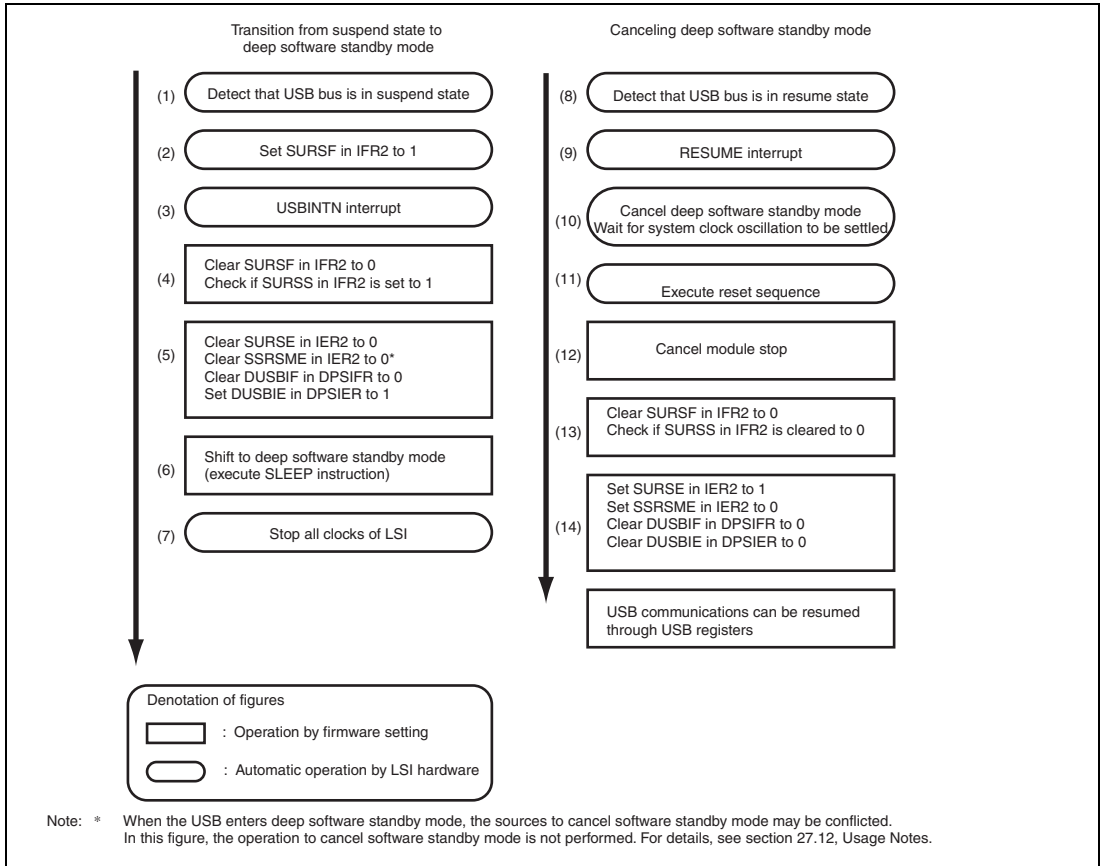 Transition from suspend state to
deep software standby mode
(1) Detect that USB bus is in suspend state
(2) Set SURSF in IFR2 to 1
(3) USBINTN interrupt
(4) Clear SURSF in IFR2 to 0
Check if SURSS in IFR2 is set to 1
(5) Clear SURSE in IER2 to 0
Clear SSRSME in IER2 to 0*
Clear DUSBIF in DPSIFR to 0
Set DUSBIE in DPSIER to 1
(6) Shift to deep software standby mode
(execute SLEEP instruction)
(7) Stop all clocks of LSI
Canceling deep software standby mode
(8) Detect that USB bus is in resume state
(9) RESUME interrupt
(10) Cancel deep software standby mode
Wait for system clock oscillation to be settled
(11) Execute reset sequence
(12) Cancel module stop
(13) Clear SURSF in IFR2 to 0
Check if SURSS in IFR2 is cleared to 0
(14) Set SURSE in IER2 to 1
Set SSRSME in IER2 to 0
Clear DUSBIF in DPSIFR to 0
Clear DUSBIE in DPSIER to 0
USB communications can be resumed
through USB registers
Denotation of figures
: Operation by firmware setting
: Automatic operation by LSI hardware
Note: * When the USB enters deep software standby mode, the sources to cancel software standby mode may be conflicted.
In this figure, the operation to cancel software standby mode is not performed. For details, see section 27.12, Usage Notes.